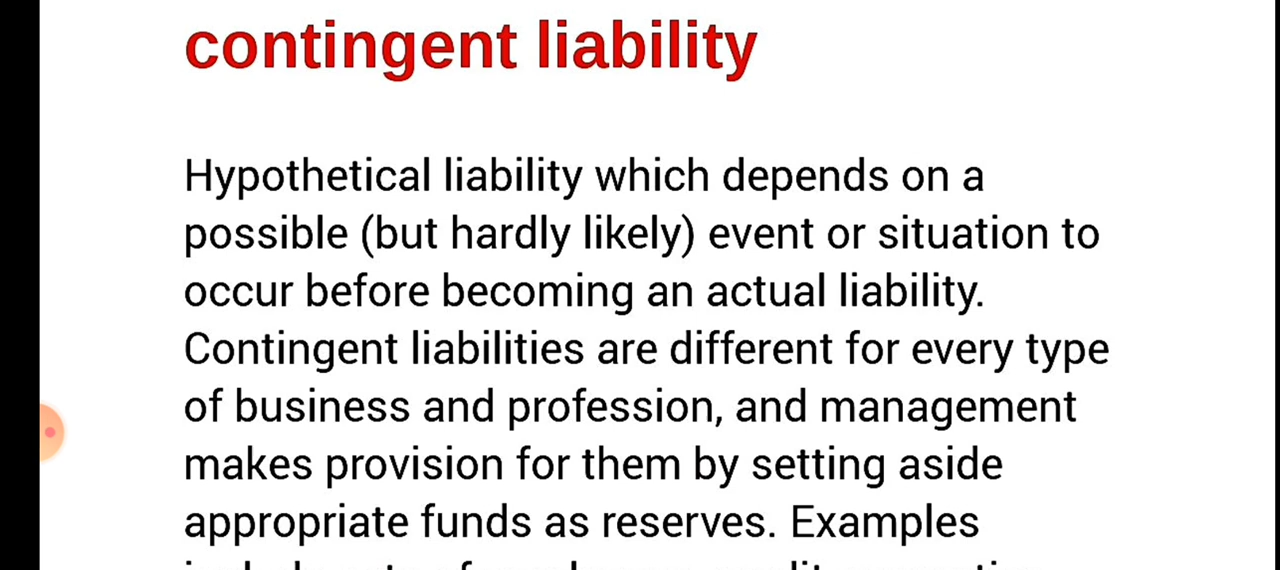 contingent liability
Hypothetical liability which depends on a
possible (but hardly likely) event or situation to
occur before becoming an actual liability.
Contingent liabilities are different for every type
of business and profession, and management
makes provision for them by setting aside
appropriate funds as reserves. Examples